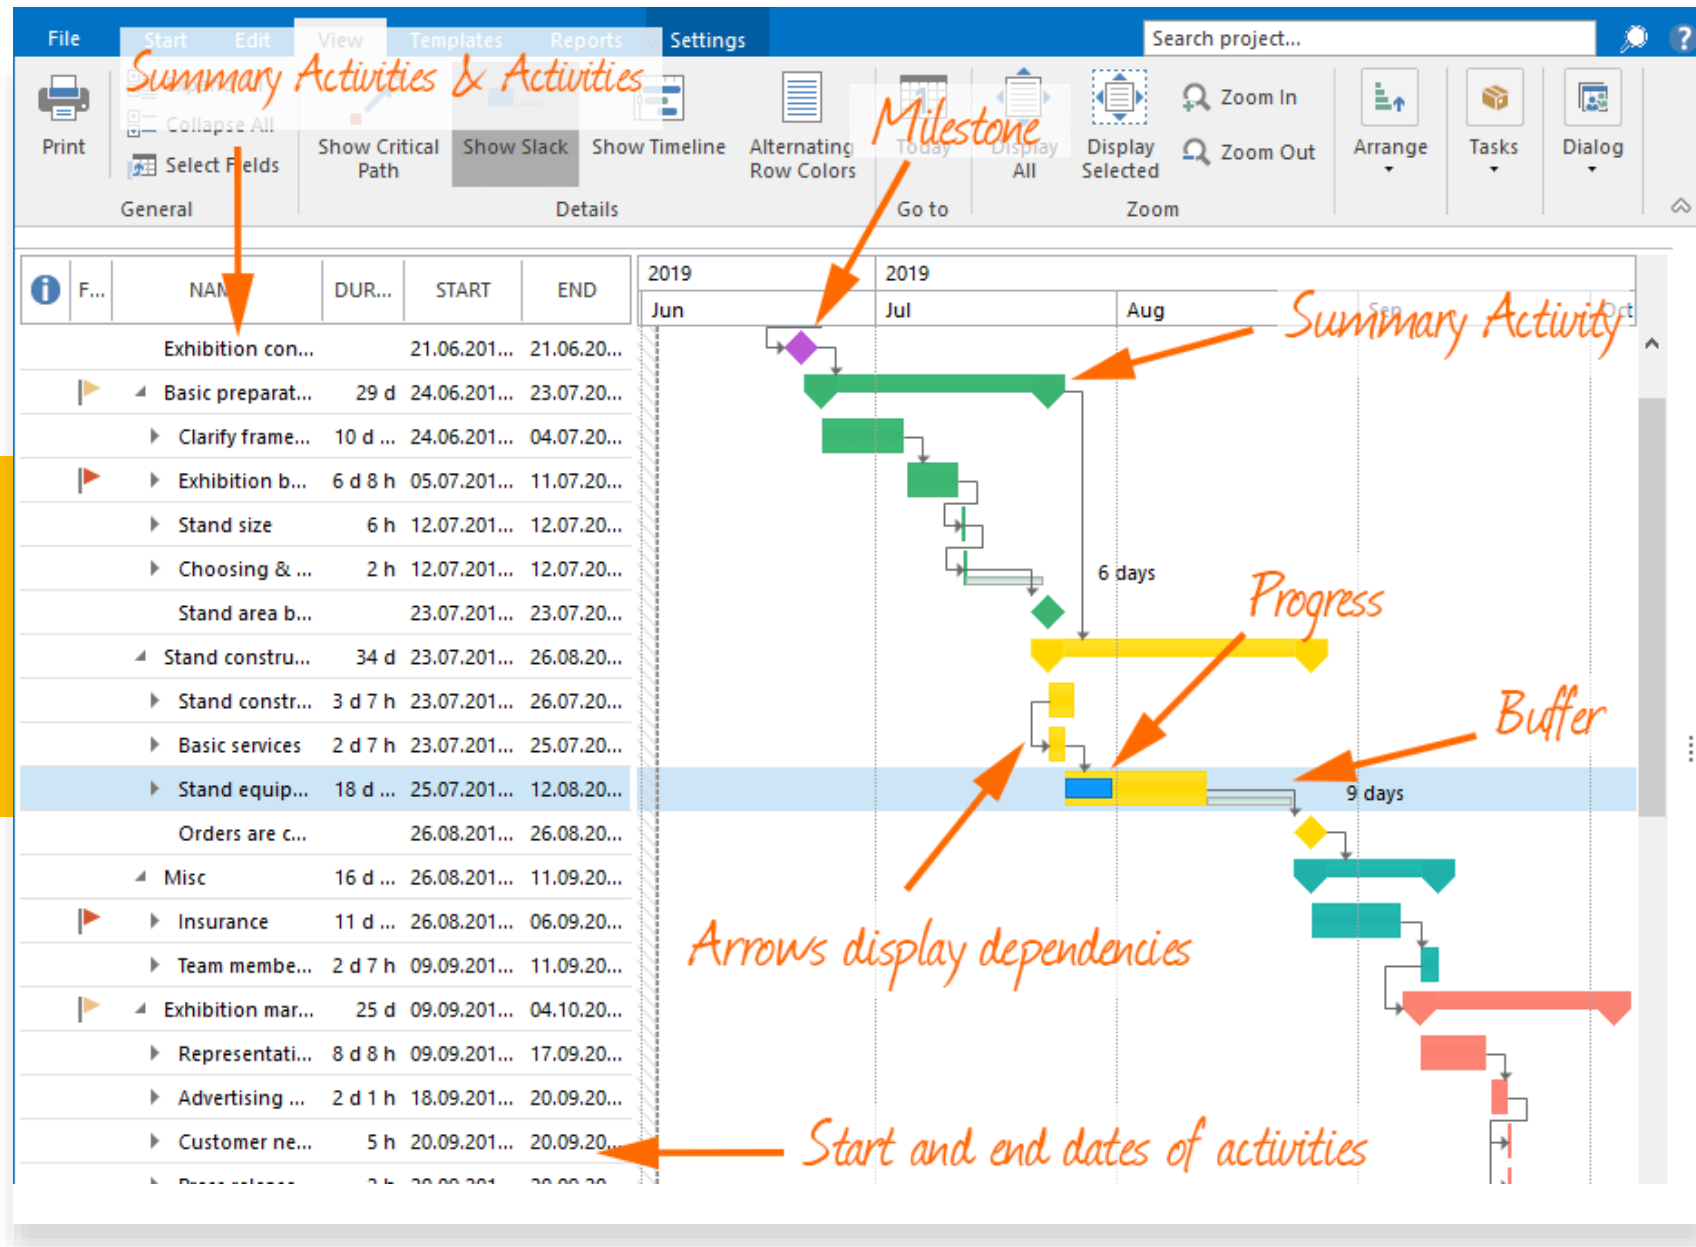 File Start Edit View Templates Reports Settings Search project... ?
Summary Activities & Activities
Milestone
Collapse All
Select Fields
Print
Show Critical Path
Show Slack
Show Timeline
Alternating Row Colors
Today
Display All
Display Selected
Zoom In
Zoom Out
Arrange
Tasks
Dialog
General Details Go to Zoom
i F... NAM DUR... START END
2019 2019
Jun Jul Aug Sep Oct
Summary Activity
Exhibition con... 21.06.201... 21.06.20...
Basic preparat... 29 d 24.06.201... 23.07.20...
Clarify frame... 10 d ... 24.06.201... 04.07.20...
Exhibition b... 6 d 8 h 05.07.201... 11.07.20...
Stand size 6 h 12.07.201... 12.07.20...
Choosing & ... 2 h 12.07.201... 12.07.20...
6 days
Progress
Stand area b... 23.07.201... 23.07.20...
Stand constru... 34 d 23.07.201... 26.08.20...
Stand constr... 3 d 7 h 23.07.201... 26.07.20...
Buffer
Basic services 2 d 7 h 23.07.201... 25.07.20...
Stand equip... 18 d ... 25.07.201... 12.08.20...
9 days
Orders are c... 26.08.201... 26.08.20...
Misc 16 d ... 26.08.201... 11.09.20...
Insurance 11 d ... 26.08.201... 06.09.20...
Arrows display dependencies
Team membe... 2 d 7 h 09.09.201... 11.09.20...
Exhibition mar... 25 d 09.09.201... 04.10.20...
Representati... 8 d 8 h 09.09.201... 17.09.20...
Advertising ... 2 d 1 h 18.09.201... 20.09.20...
Customer ne... 5 h 20.09.201... 20.09.20...
Start and end dates of activities